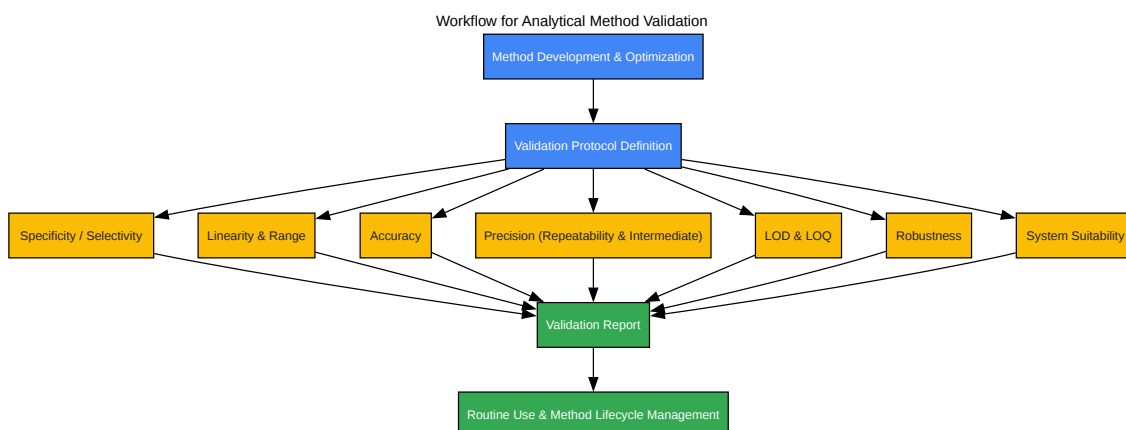 Workflow for Analytical Method Validation
Method Development & Optimization
Validation Protocol Definition
Specificity / Selectivity
Linearity & Range
Accuracy
Precision (Repeatability & Intermediate)
LOD & LOQ
Robustness
System Suitability
Validation Report
Routine Use & Method Lifecycle Management